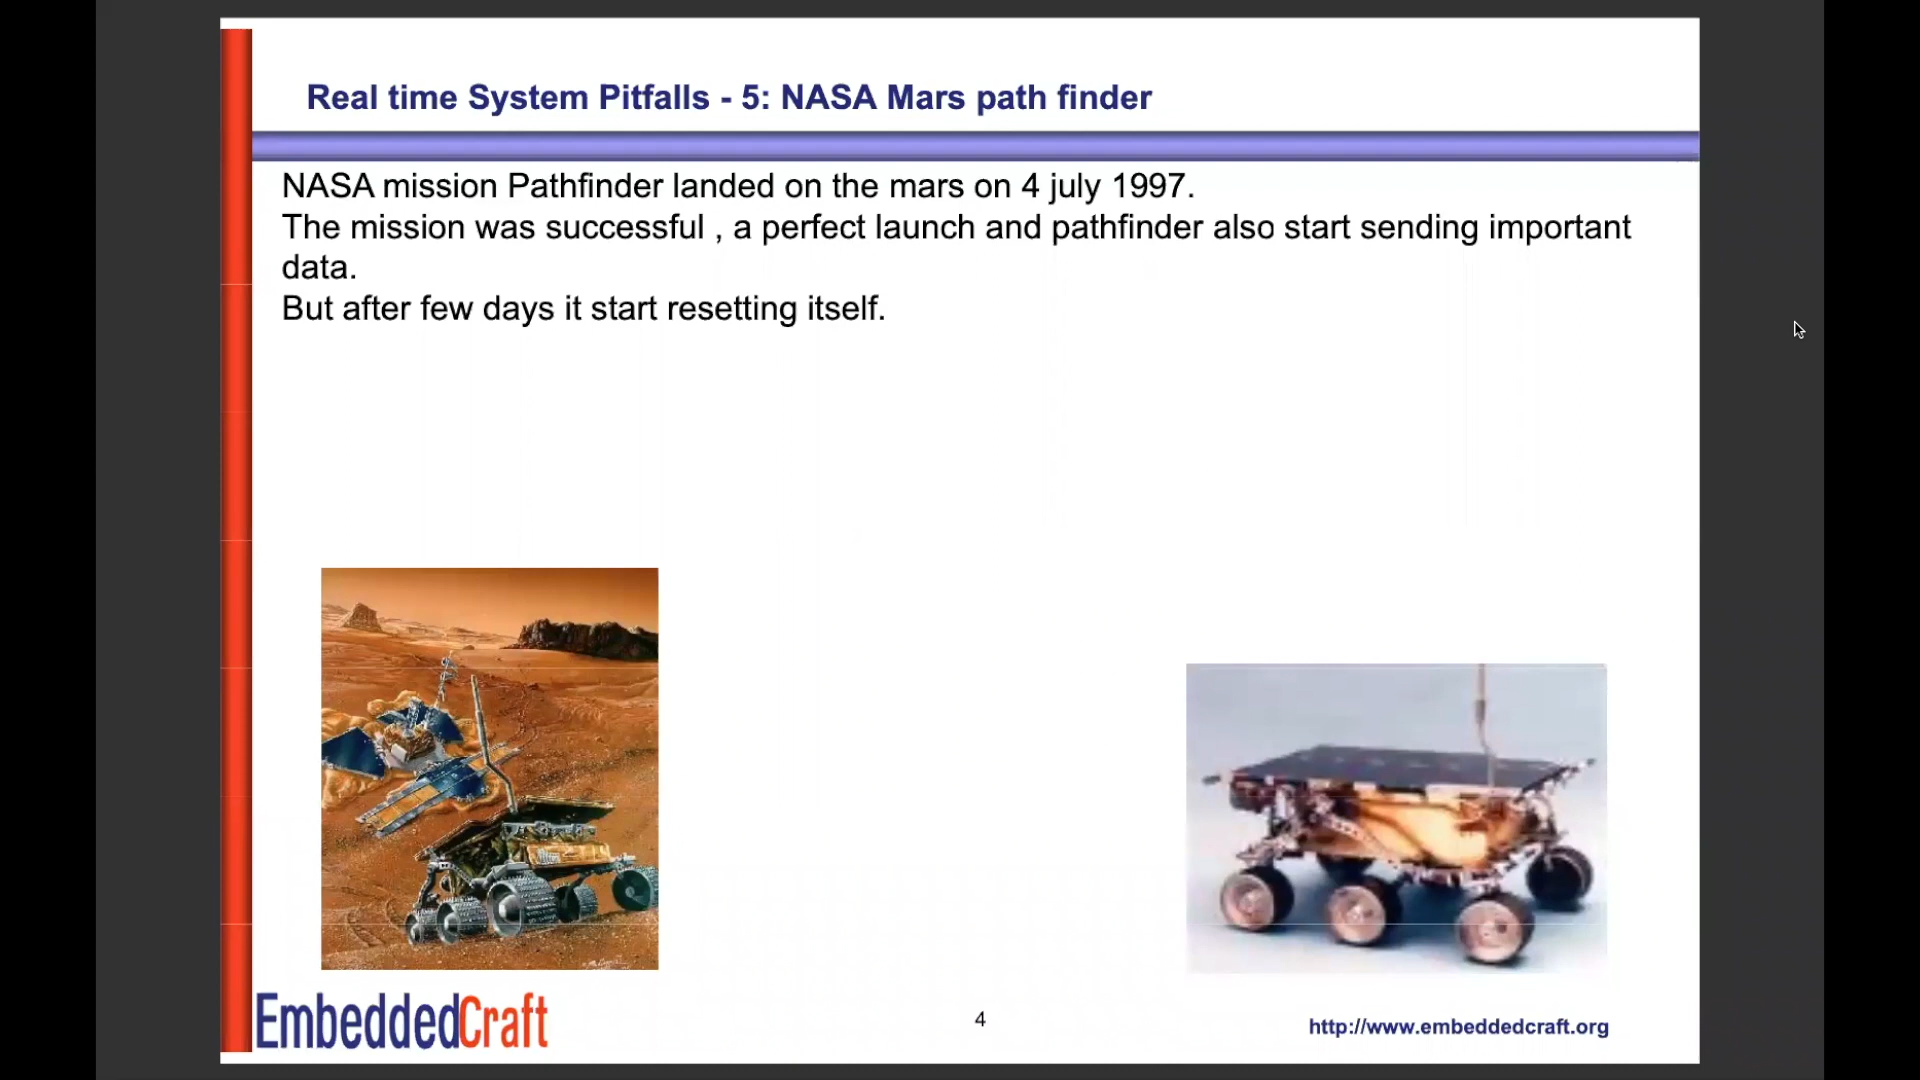 Real time System Pitfalls - 5: NASA Mars path finder
NASA mission Pathfinder landed on the mars on 4 july 1997.
The mission was successful , a perfect launch and pathfinder also start sending important
data.
But after few days it start resetting itself.
EmbeddedCraft
4
http://www.embeddedcraft.org